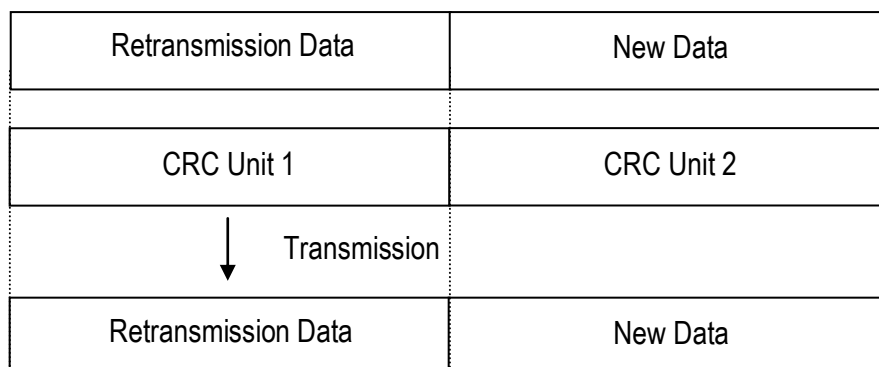 Retransmission Data New Data
CRC Unit 1 CRC Unit 2
Transmission
Retransmission Data New Data